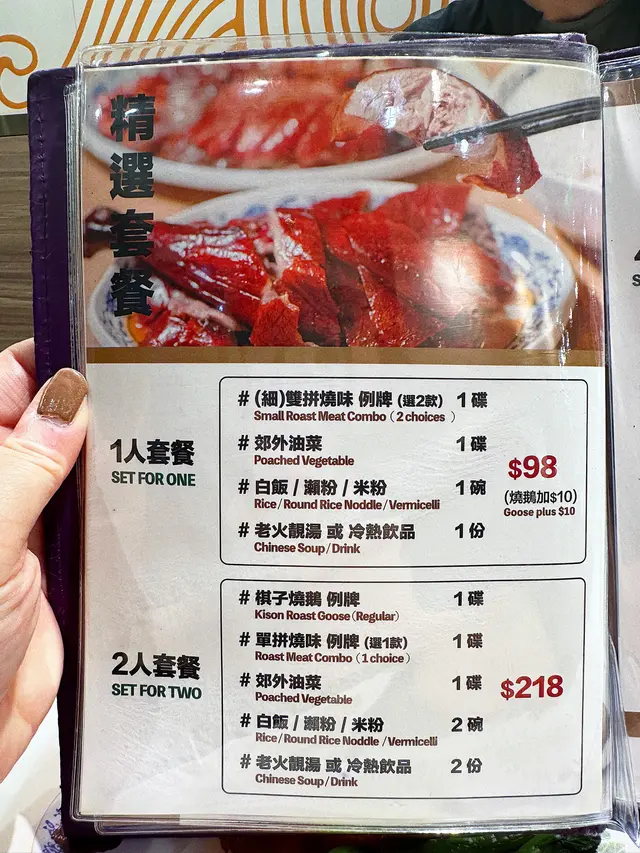 精選套餐
1人套餐
SET FOR ONE
# (細)雙拼燒味 例牌 (選2款) 1 碟
Small Roast Meat Combo ( 2 choices )
# 郊外油菜 1 碟
Poached Vegetable
# 白飯 / 瀨粉 / 米粉 1 碗
Rice / Round Rice Noddle / Vermicelli
# 老火靚湯 或 冷熱飲品 1 份
Chinese Soup / Drink
$98
(燒鵝加$10)
Goose plus $10
2人套餐
SET FOR TWO
# 棋子燒鵝 例牌 1 碟
Kison Roast Goose (Regular)
# 單拼燒味 例牌 (選1款) 1 碟
Roast Meat Combo ( 1 choice )
# 郊外油菜 1 碟
Poached Vegetable
# 白飯 / 瀨粉 / 米粉 2 碗
Rice / Round Rice Noddle / Vermicelli
# 老火靚湯 或 冷熱飲品 2 份
Chinese Soup / Drink
$218